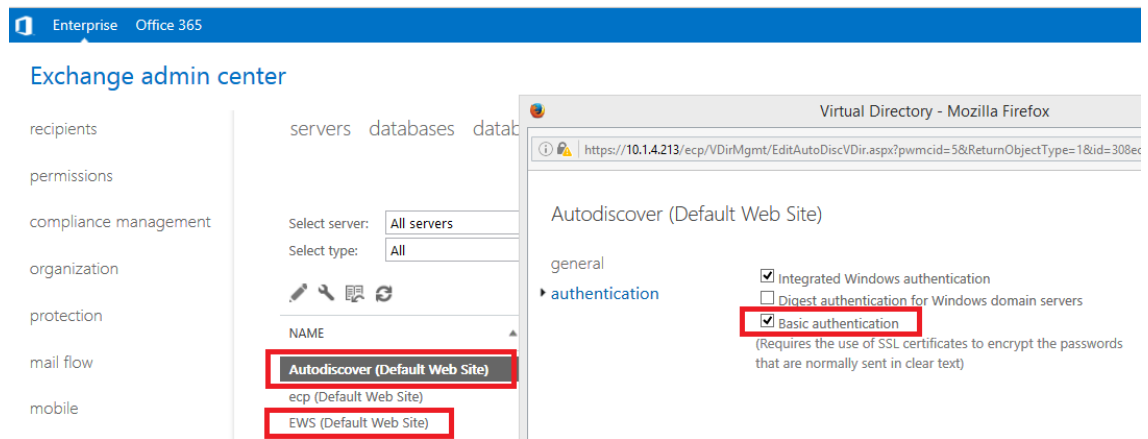 Enterprise Office 365
Exchange admin center
recipients
permissions
compliance management
organization
protection
mail flow
mobile
servers databases datab
Select server: All servers
Select type: All
NAME
Autodiscover (Default Web Site)
ecp (Default Web Site)
EWS (Default Web Site)
Virtual Directory - Mozilla Firefox
https://10.1.4.213/ecp/VDirMgmt/EditAutoDiscVDir.aspx?pwmcid=5&ReturnObjectType=1&id=308ec
Autodiscover (Default Web Site)
general
authentication
Integrated Windows authentication
Digest authentication for Windows domain servers
Basic authentication
(Requires the use of SSL certificates to encrypt the passwords
that are normally sent in clear text)